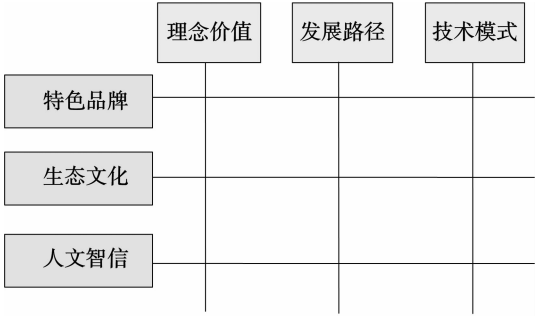 理念价值 发展路径 技术模式
特色品牌
生态文化
人文智信